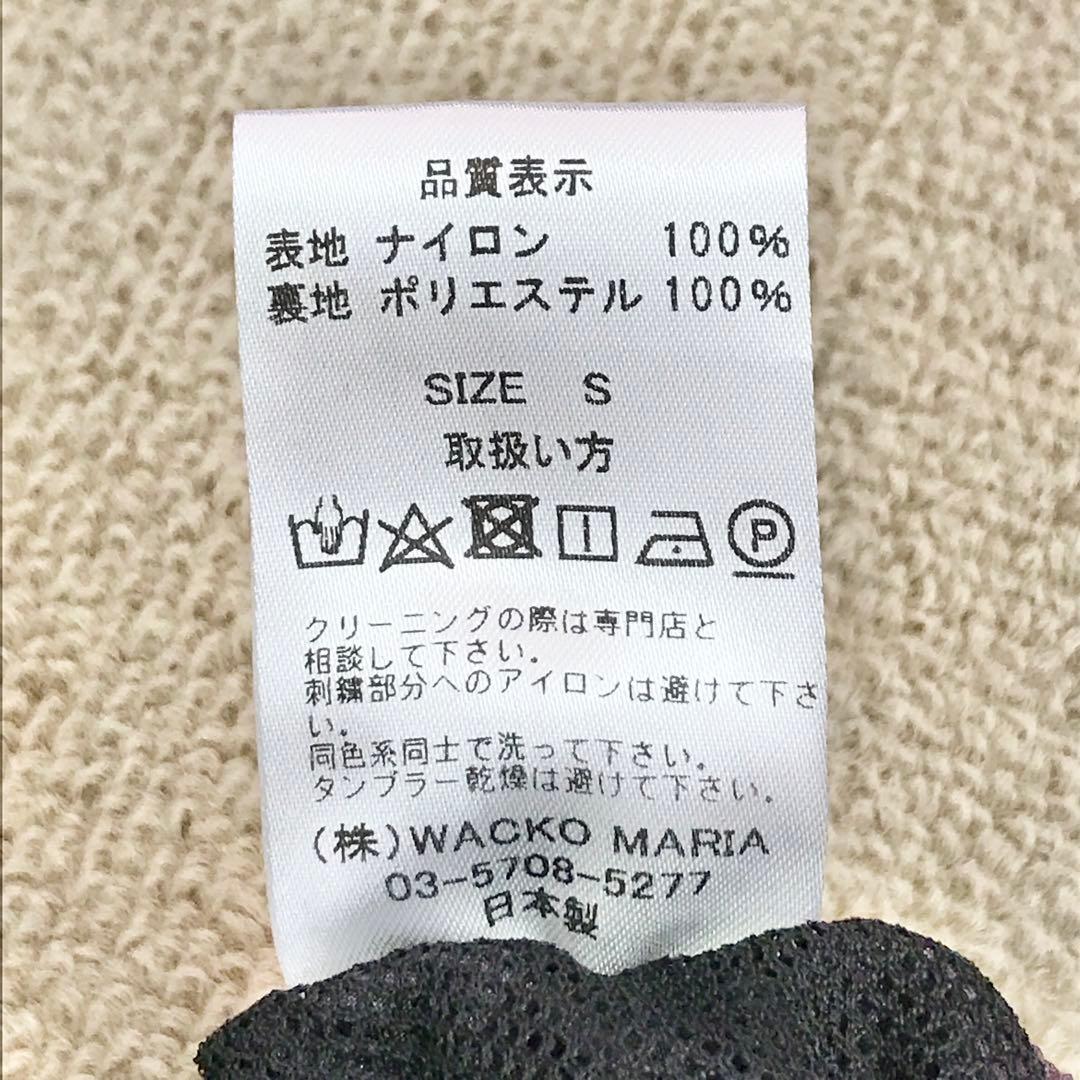 品質表示
表地 ナイロン 100%
裏地 ポリエステル 100%
SIZE S
取扱い方
P
クリーニングの際は専門店と
相談して下さい.
刺繍部分へのアイロンは避けて下さ
い.
同色系同士で洗って下さい.
タンブラー乾燥は避けて下さい.
(株)WACKO MARIA
03-5708-5277
日本製